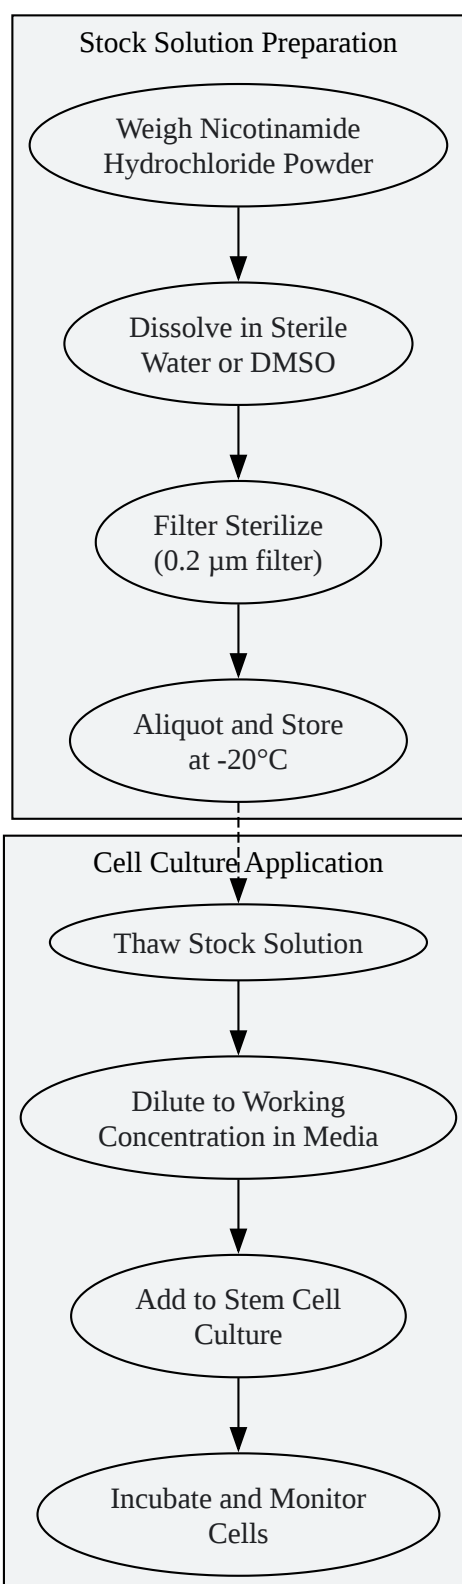 Stock Solution Preparation
Weigh Nicotinamide
Hydrochloride Powder
Dissolve in Sterile
Water or DMSO
Filter Sterilize
(0.2 µm filter)
Aliquot and Store
at -20°C
Cell Culture Application
Thaw Stock Solution
Dilute to Working
Concentration in Media
Add to Stem Cell
Culture
Incubate and Monitor
Cells